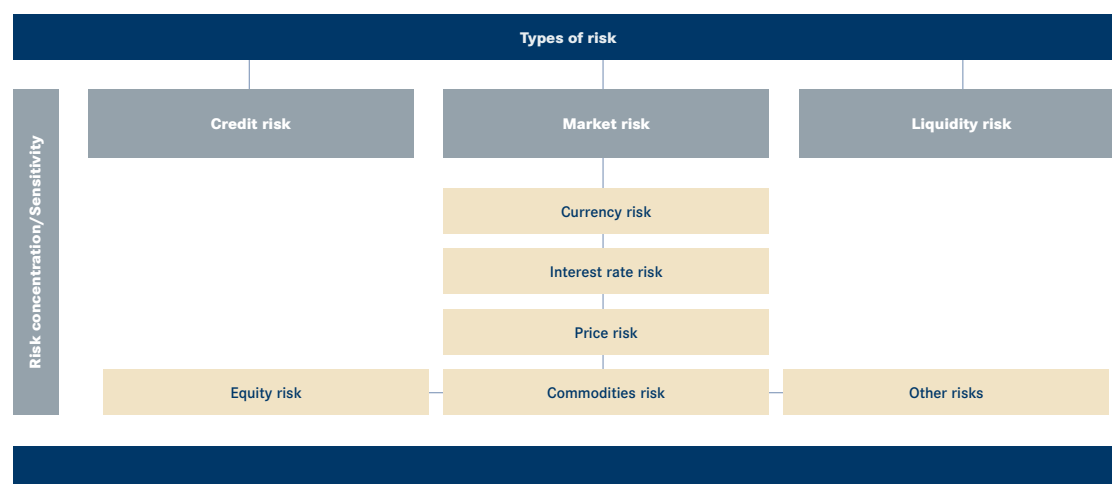 Types of risk
Risk concentration/Sensitivity
Credit risk
Market risk
Liquidity risk
Currency risk
Interest rate risk
Price risk
Equity risk
Commodities risk
Other risks